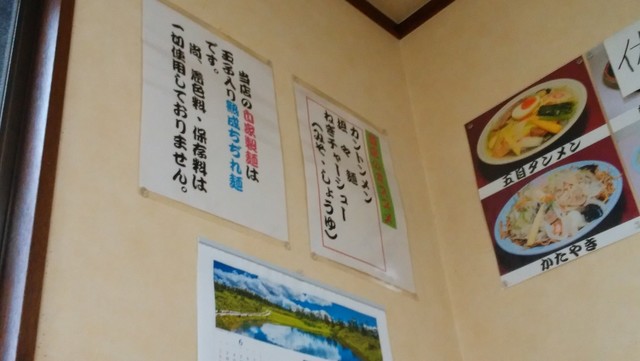 当店の自家製麺は
玉子入り熟成ちぢれ麺
です。
尚、着色料・保存料は
一切使用しておりません。
カントンメン
担々麺
ねぎチャーシュー
(みそ・しょうゆ)
五目タンメン
かたやき
6